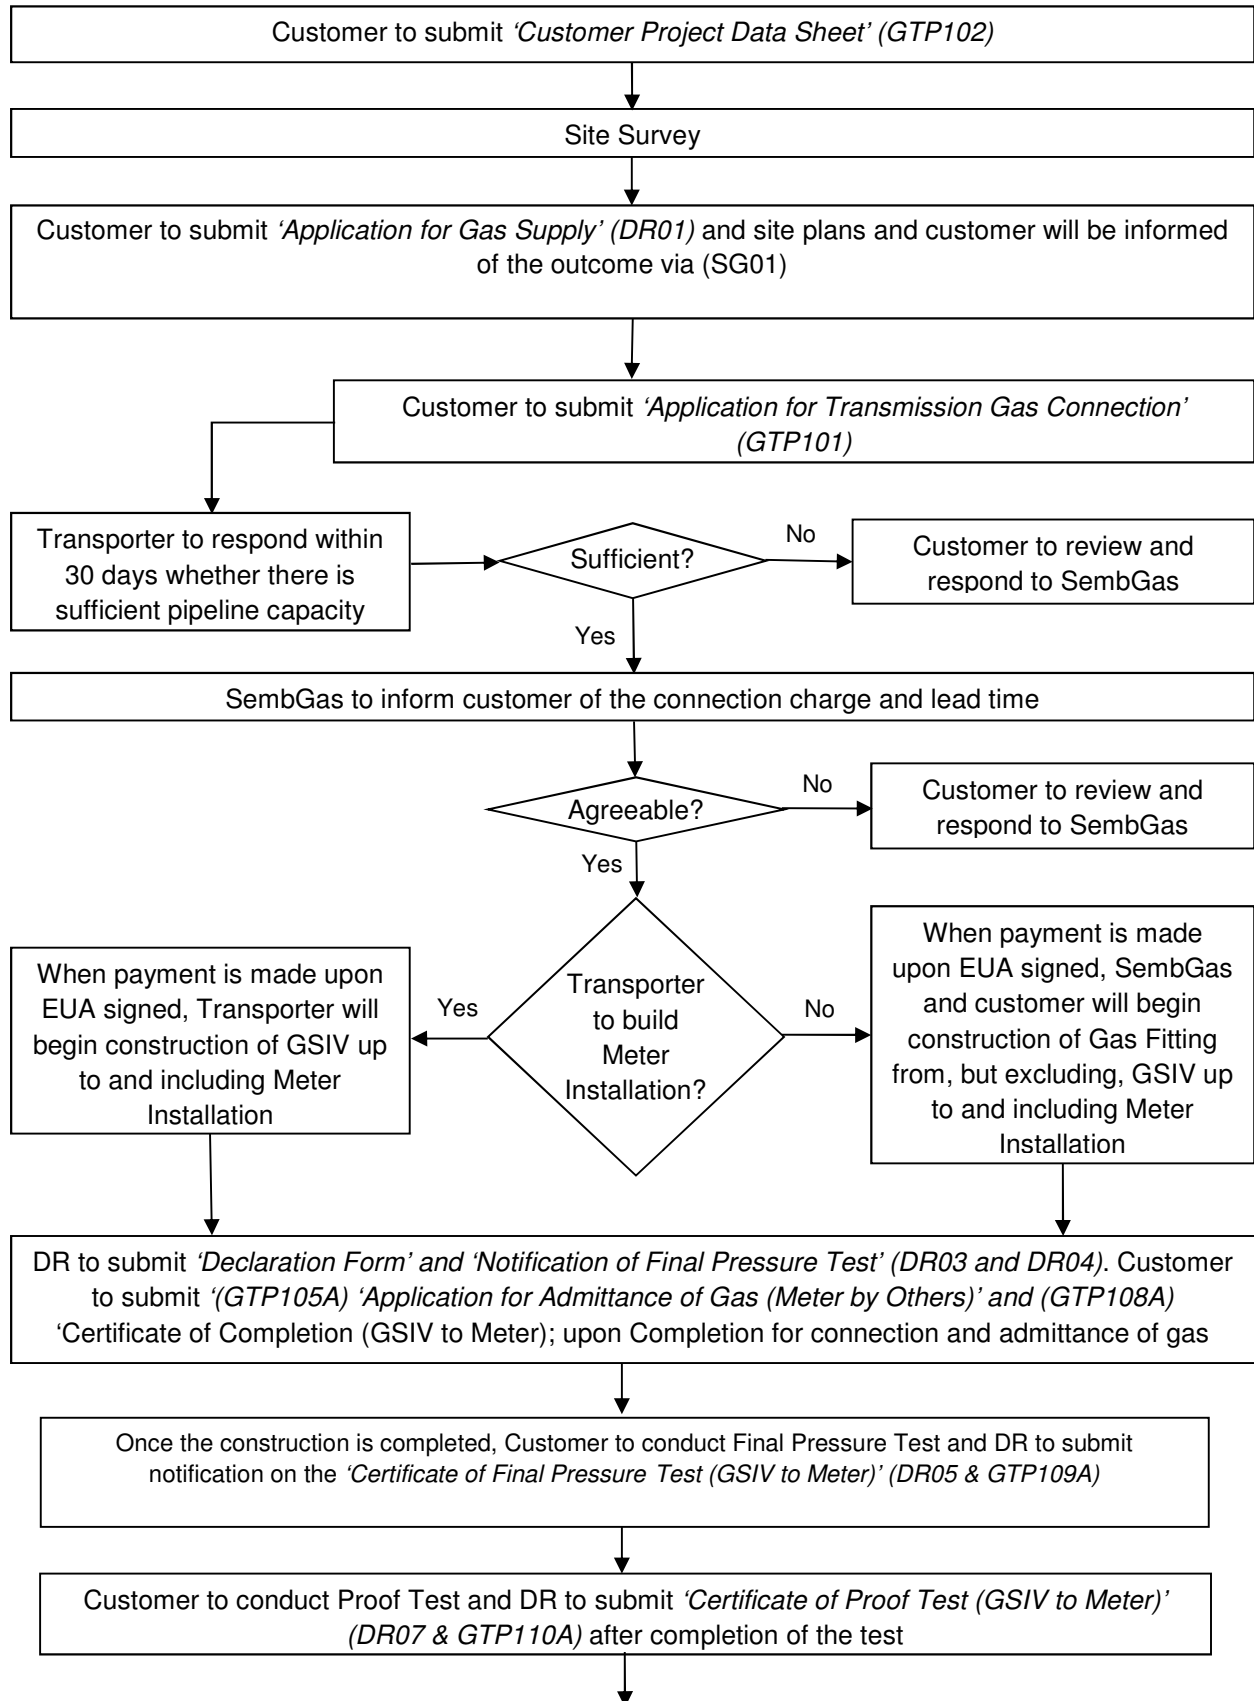 Customer to submit ‘Customer Project Data Sheet’ (GTP102)
Site Survey
Customer to submit ‘Application for Gas Supply’ (DR01) and site plans and customer will be informed
of the outcome via (SG01)
Customer to submit ‘Application for Transmission Gas Connection’
(GTP101)
Transporter to respond within
30 days whether there is
sufficient pipeline capacity
Sufficient?
No
Customer to review and
respond to SembGas
Yes
SembGas to inform customer of the connection charge and lead time
Agreeable?
No
Customer to review and
respond to SembGas
Yes
When payment is made upon
EUA signed, Transporter will
begin construction of GSIV up
to and including Meter
Installation
Yes
Transporter
to build
Meter
Installation?
No
When payment is made
upon EUA signed, SembGas
and customer will begin
construction of Gas Fitting
from, but excluding, GSIV up
to and including Meter
Installation
DR to submit ‘Declaration Form’ and ‘Notification of Final Pressure Test’ (DR03 and DR04). Customer
to submit ‘(GTP105A) ‘Application for Admittance of Gas (Meter by Others)’ and (GTP108A)
‘Certificate of Completion (GSIV to Meter); upon Completion for connection and admittance of gas
Once the construction is completed, Customer to conduct Final Pressure Test and DR to submit
notification on the ‘Certificate of Final Pressure Test (GSIV to Meter)’ (DR05 & GTP109A)
Customer to conduct Proof Test and DR to submit ‘Certificate of Proof Test (GSIV to Meter)’
(DR07 & GTP110A) after completion of the test